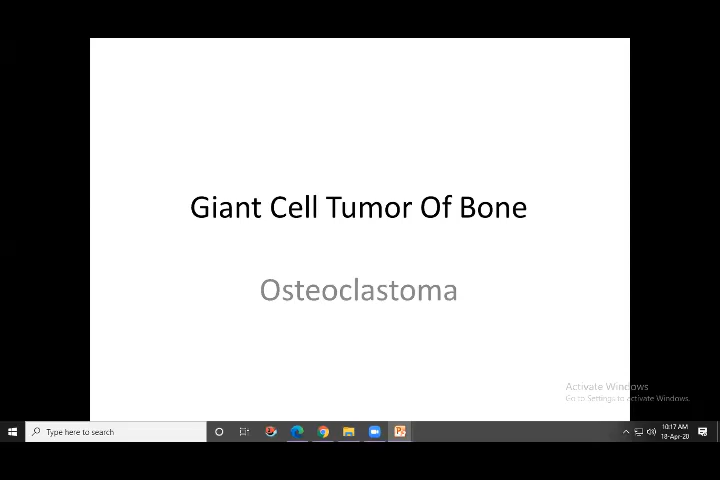 Giant Cell Tumor Of Bone
Osteoclastoma
Activate Windows
Go to Settings to activate Windows.
Type here to search
10:17 AM
18-Apr-20